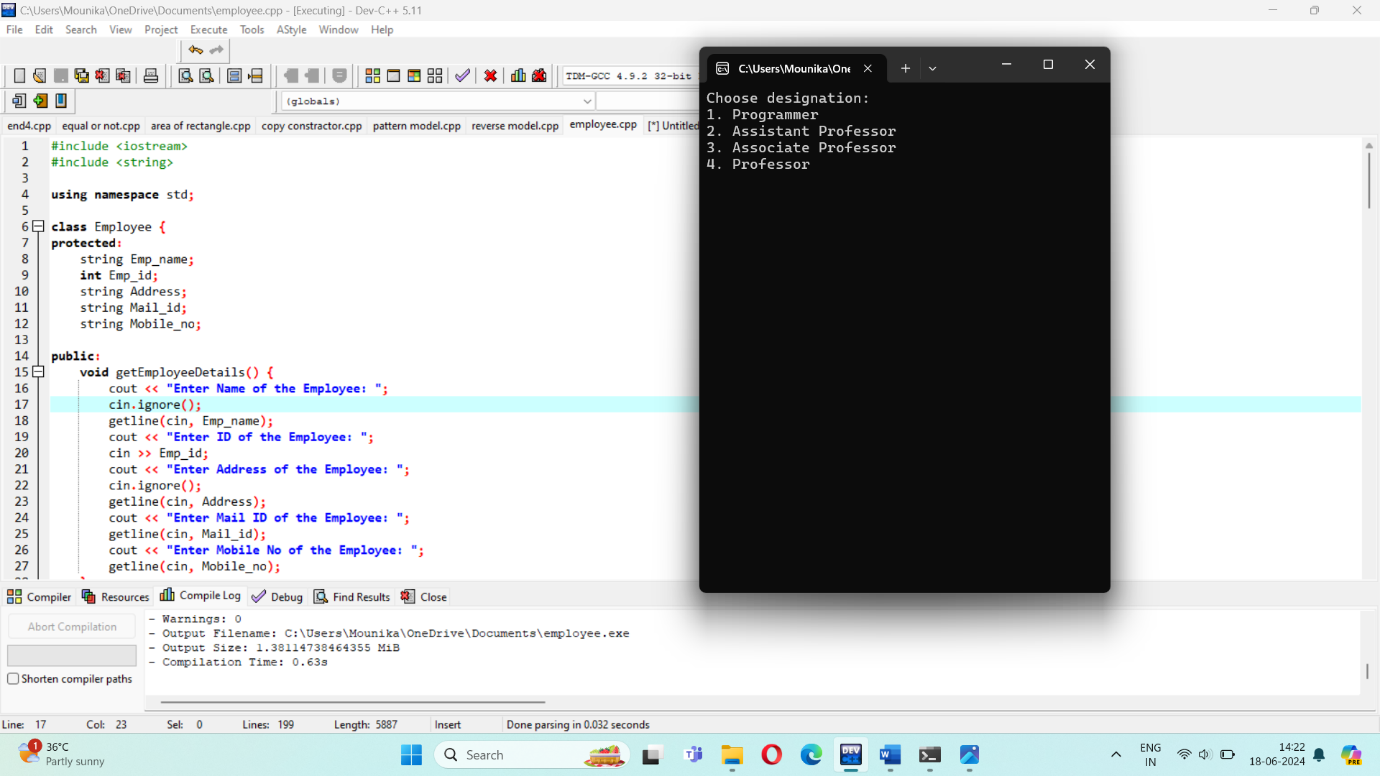 C:\Users\Mounika\OneDrive\Documents\employee.cpp - [Executing] - Dev-C++ 5.11
File Edit Search View Project Execute Tools AStyle Window Help
TDM-GCC 4.9.2 32-bit
(globals)
end4.cpp equal or not.cpp area of rectangle.cpp copy constractor.cpp pattern model.cpp reverse model.cpp employee.cpp [*] Untitled
1 #include <iostream>
2 #include <string>
3
4 using namespace std;
5
6 class Employee {
7 protected:
8 string Emp_name;
9 int Emp_id;
10 string Address;
11 string Mail_id;
12 string Mobile_no;
13
14 public:
15 void getEmployeeDetails() {
16 cout << "Enter Name of the Employee: ";
17 cin.ignore();
18 getline(cin, Emp_name);
19 cout << "Enter ID of the Employee: ";
20 cin >> Emp_id;
21 cout << "Enter Address of the Employee: ";
22 cin.ignore();
23 getline(cin, Address);
24 cout << "Enter Mail ID of the Employee: ";
25 getline(cin, Mail_id);
26 cout << "Enter Mobile No of the Employee: ";
27 getline(cin, Mobile_no);
C:\Users\Mounika\One
Choose designation:
1. Programmer
2. Assistant Professor
3. Associate Professor
4. Professor
Compiler Resources Compile Log Debug Find Results Close
Abort Compilation
Shorten compiler paths
- Warnings: 0
- Output Filename: C:\Users\Mounika\OneDrive\Documents\employee.exe
- Output Size: 1.38114738464355 MiB
- Compilation Time: 0.63s
Line: 17 Col: 23 Sel: 0 Lines: 199 Length: 5887 Insert Done parsing in 0.032 seconds
1
36°C
Partly sunny
Search
DEV
ENG
IN
14:22
18-06-2024
PRE